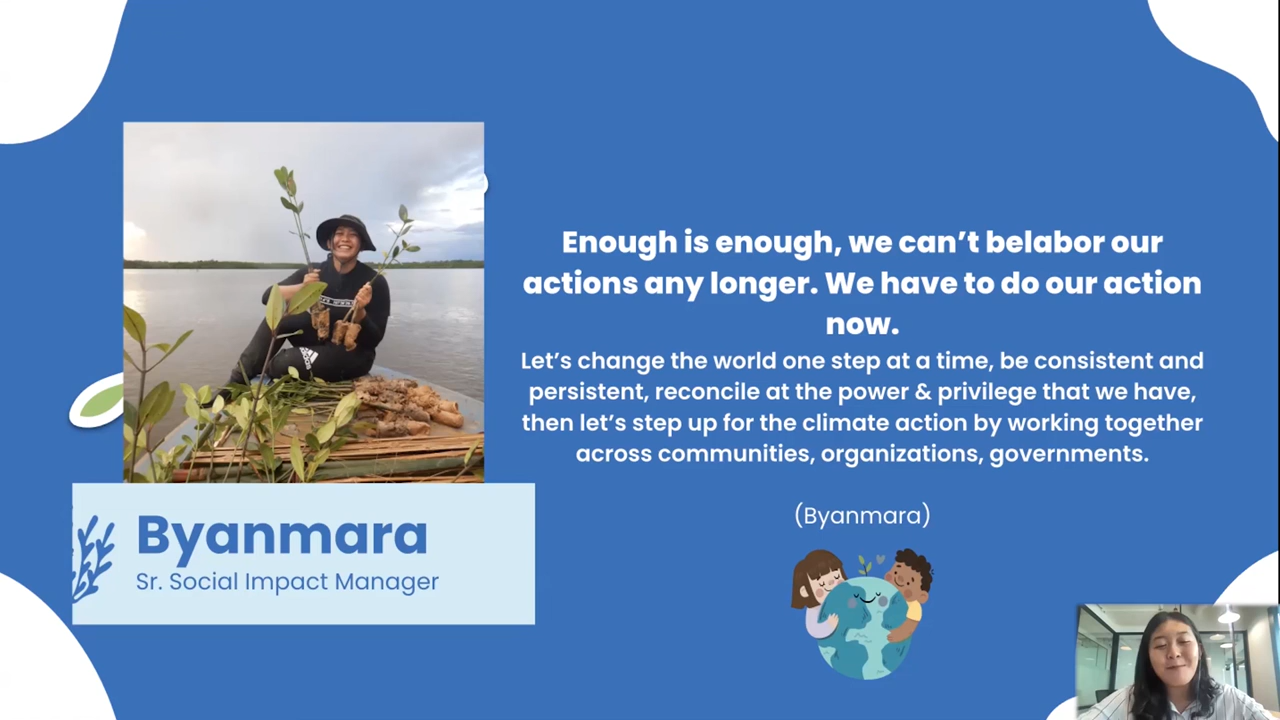 Enough is enough, we can't belabor our
actions any longer. We have to do our action
now.
Let's change the world one step at a time, be consistent and
persistent, reconcile at the power & privilege that we have,
then let's step up for the climate action by working together
across communities, organizations, governments.
(Byanmara)
Byanmara
Sr. Social Impact Manager